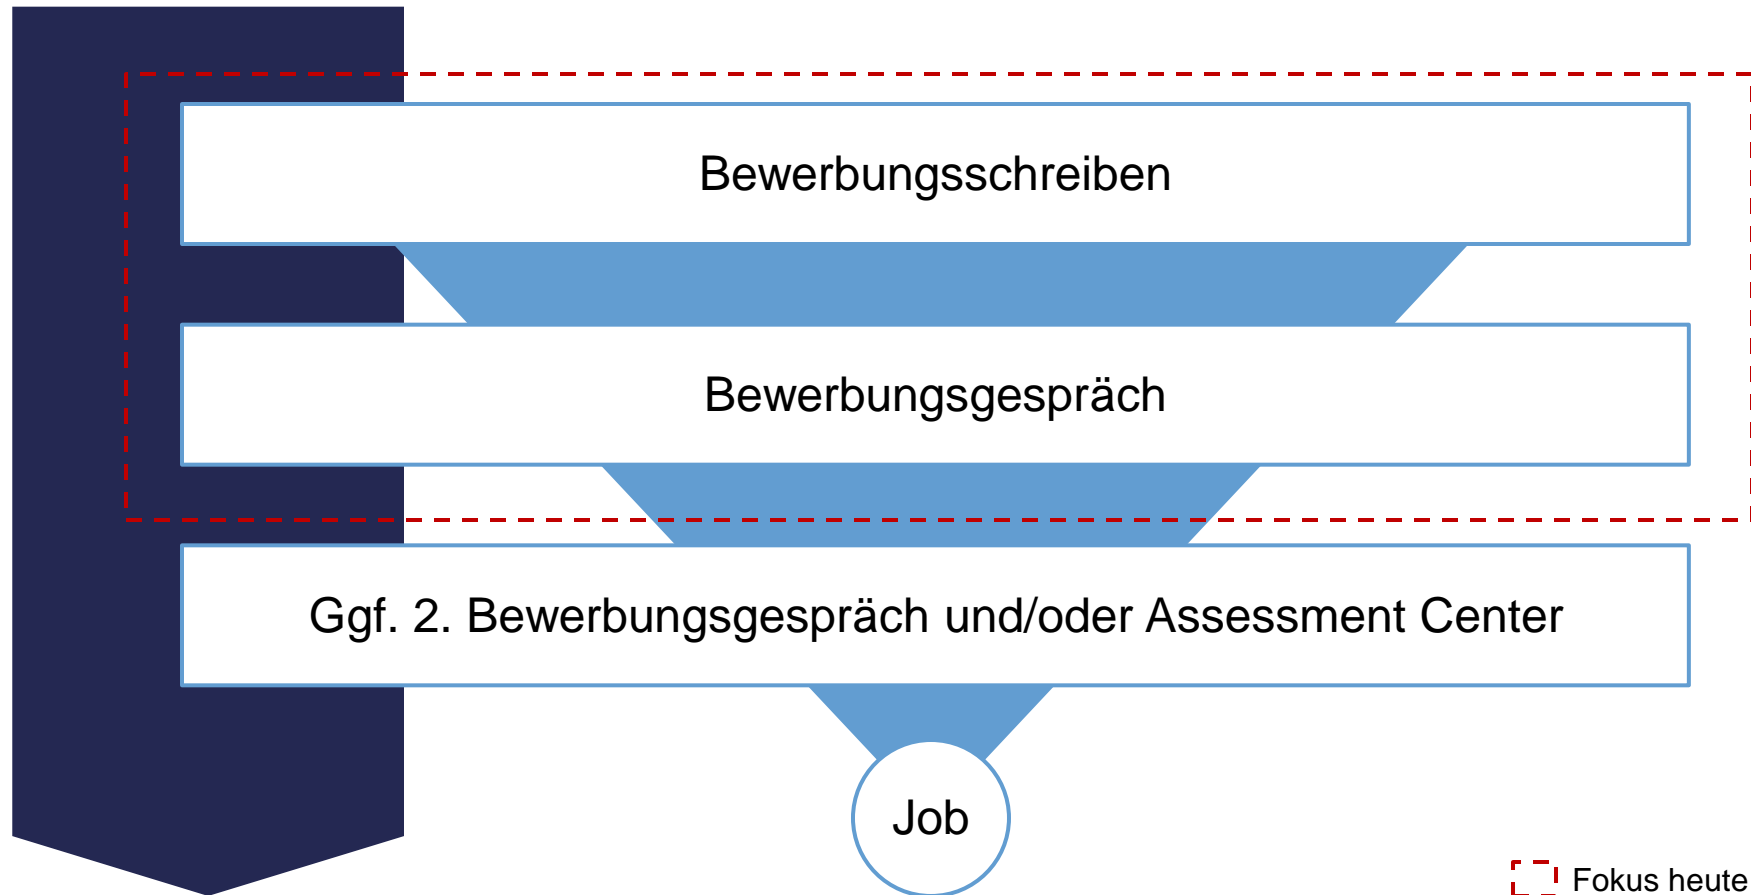 Bewerbungsschreiben
Bewerbungsgespräch
Ggf. 2. Bewerbungsgespräch und/oder Assessment Center
Job
Fokus heute